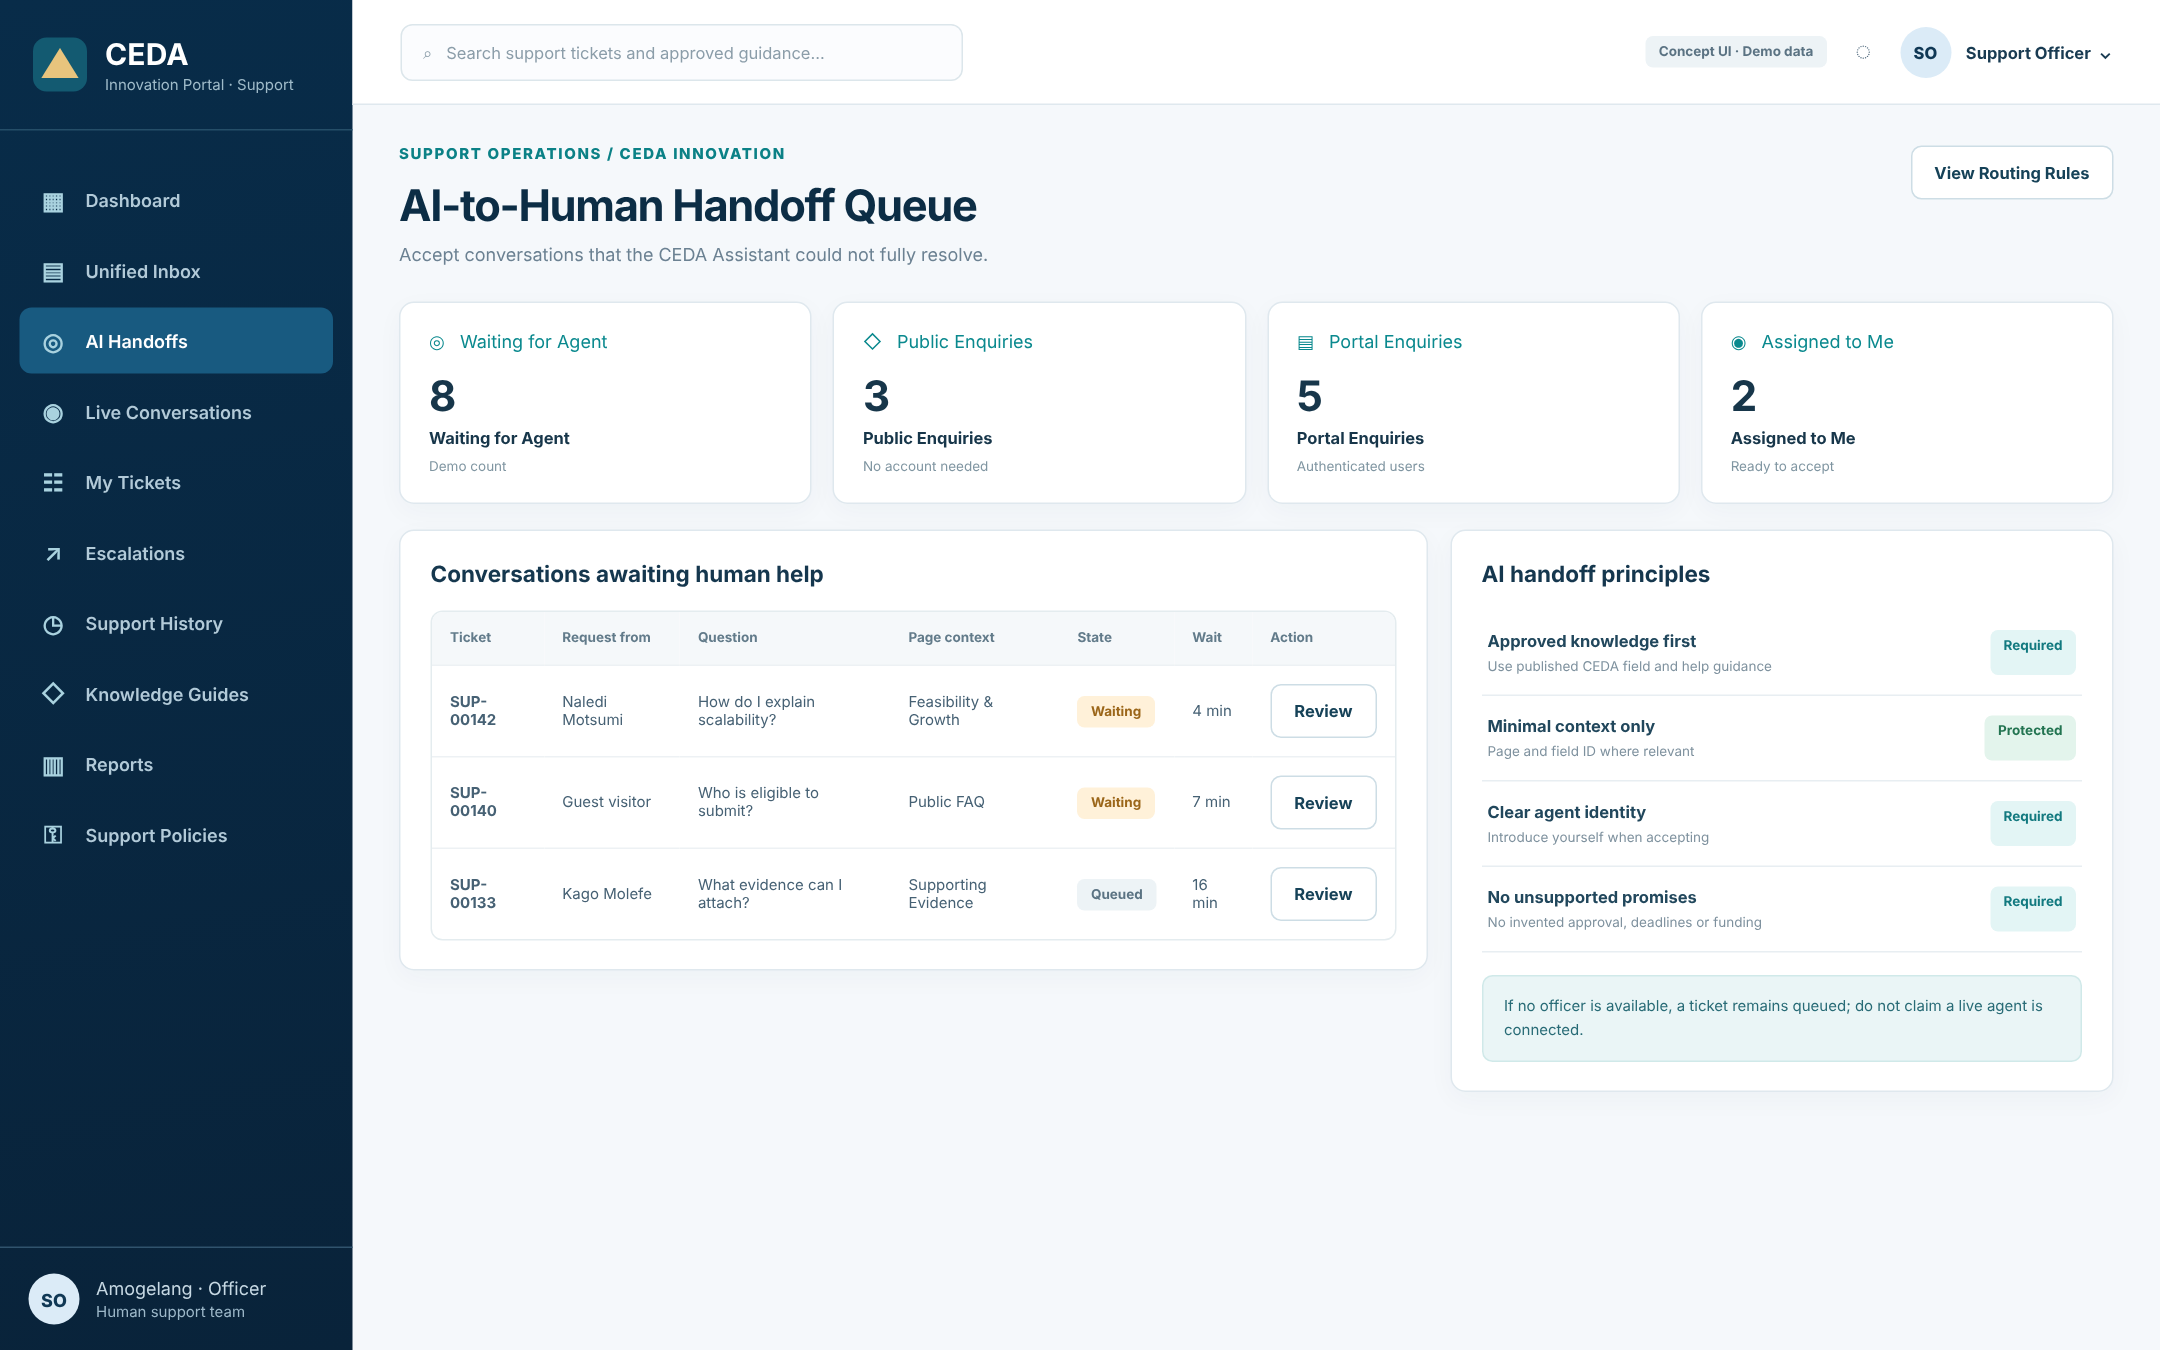 CEDA
Innovation Portal · Support
Dashboard
Unified Inbox
AI Handoffs
Live Conversations
My Tickets
Escalations
Support History
Knowledge Guides
Reports
Support Policies
SO
Amogelang · Officer
Human support team
Search support tickets and approved guidance...
Concept UI · Demo data
SO
Support Officer
SUPPORT OPERATIONS / CEDA INNOVATION
AI-to-Human Handoff Queue
Accept conversations that the CEDA Assistant could not fully resolve.
View Routing Rules
Waiting for Agent
8
Waiting for Agent
Demo count
Public Enquiries
3
Public Enquiries
No account needed
Portal Enquiries
5
Portal Enquiries
Authenticated users
Assigned to Me
2
Assigned to Me
Ready to accept
Conversations awaiting human help
Ticket Request from Question Page context State Wait Action
SUP-
00142
Naledi
Motsumi
How do I explain
scalability?
Feasibility &
Growth
Waiting
4 min
Review
SUP-
00140
Guest visitor
Who is eligible to
submit?
Public FAQ
Waiting
7 min
Review
SUP-
00133
Kago Molefe
What evidence can I
attach?
Supporting
Evidence
Queued
16
min
Review
AI handoff principles
Approved knowledge first
Use published CEDA field and help guidance
Required
Minimal context only
Page and field ID where relevant
Protected
Clear agent identity
Introduce yourself when accepting
Required
No unsupported promises
No invented approval, deadlines or funding
Required
If no officer is available, a ticket remains queued; do not claim a live agent is
connected.